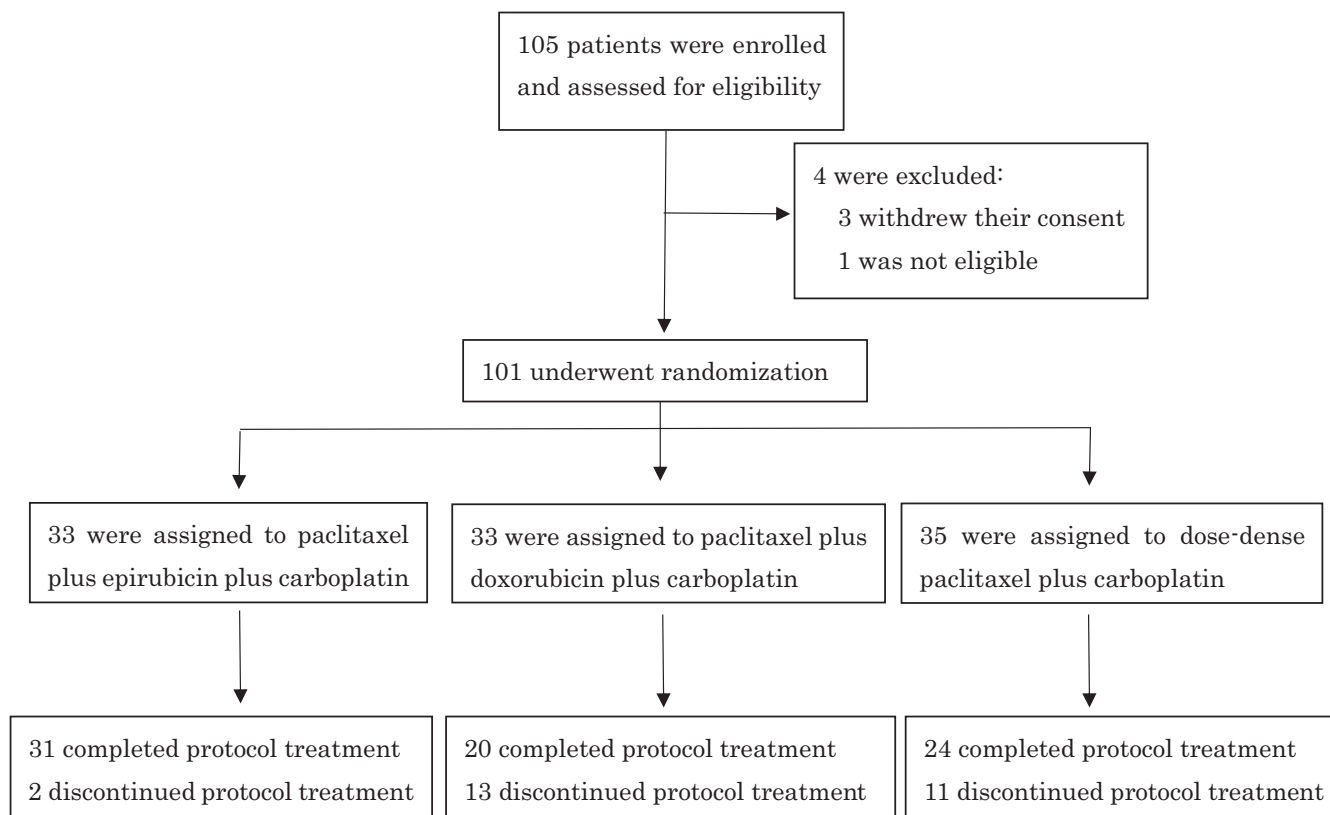 105 patients were enrolled
and assessed for eligibility
4 were excluded:
3 withdrew their consent
1 was not eligible
101 underwent randomization
33 were assigned to paclitaxel
plus epirubicin plus carboplatin
33 were assigned to paclitaxel plus
doxorubicin plus carboplatin
35 were assigned to dose-dense
paclitaxel plus carboplatin
31 completed protocol treatment
2 discontinued protocol treatment
20 completed protocol treatment
13 discontinued protocol treatment
24 completed protocol treatment
11 discontinued protocol treatment